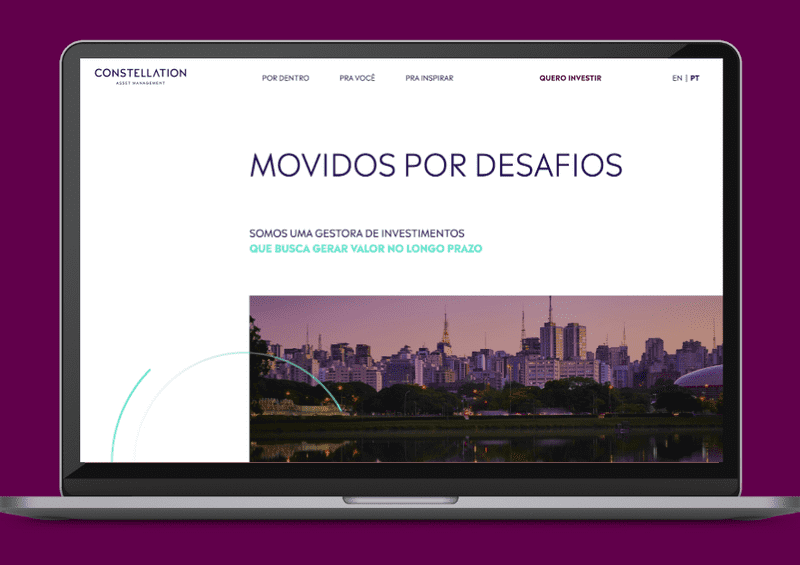 CONSTELLATION
ASSET MANAGEMENT
POR DENTRO
PRA VOCÊ
PRA INSPIRAR
QUERO INVESTIR
EN | PT
MOVIDOS POR DESAFIOS
SOMOS UMA GESTORA DE INVESTIMENTOS
QUE BUSCA GERAR VALOR NO LONGO PRAZO